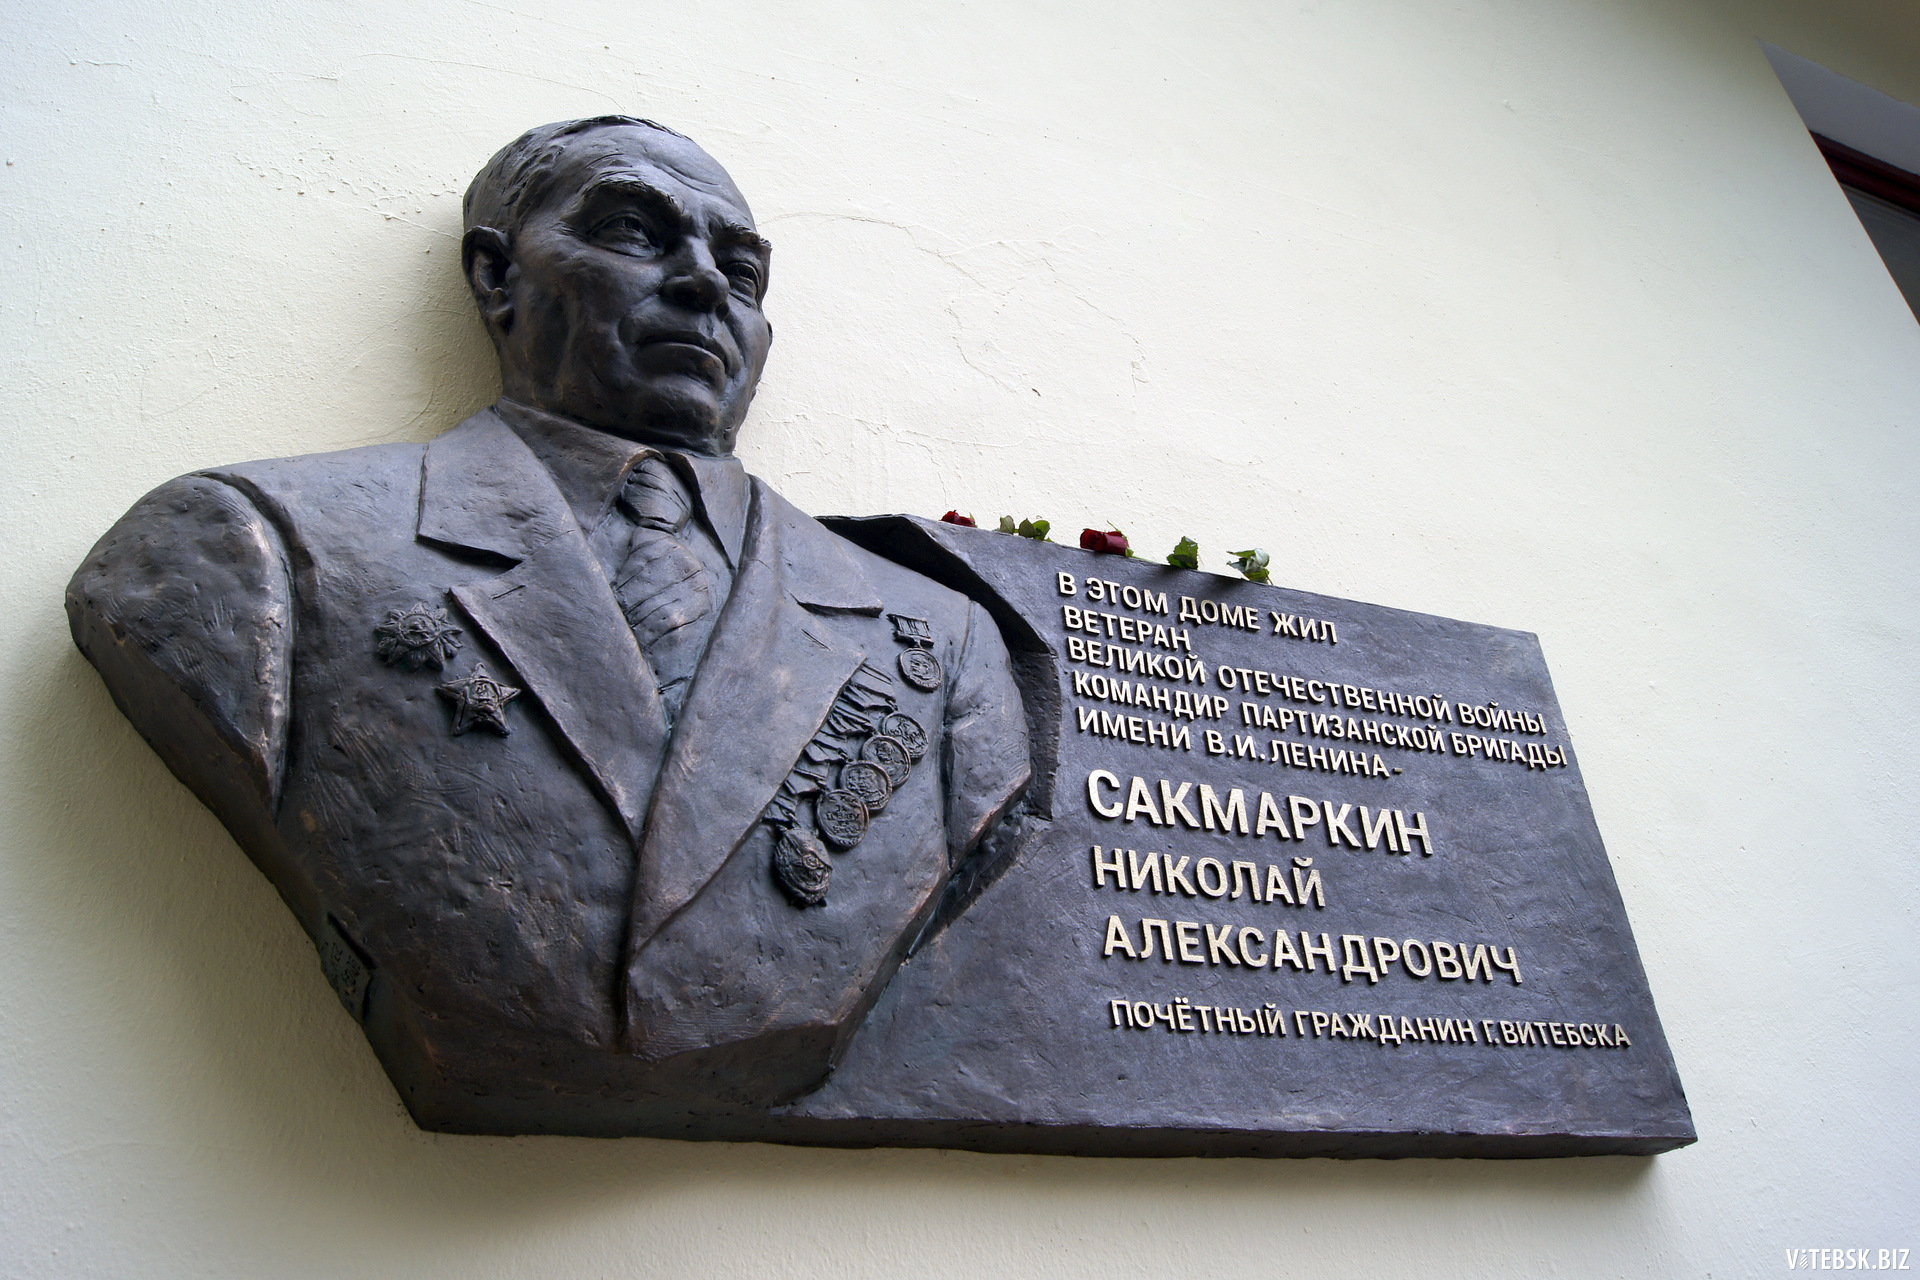 В ЭТОМ ДОМЕ ЖИЛ
ВЕТЕРАН
ВЕЛИКОЙ ОТЕЧЕСТВЕННОЙ ВОЙНЫ
КОМАНДИР ПАРТИЗАНСКОЙ БРИГАДЫ
ИМЕНИ В.И.ЛЕНИНА-
САКМАРКИН
НИКОЛАЙ
АЛЕКСАНДРОВИЧ
ПОЧЁТНЫЙ ГРАЖДАНИН Г.ВИТЕБСКА
VITEBSK.BIZ